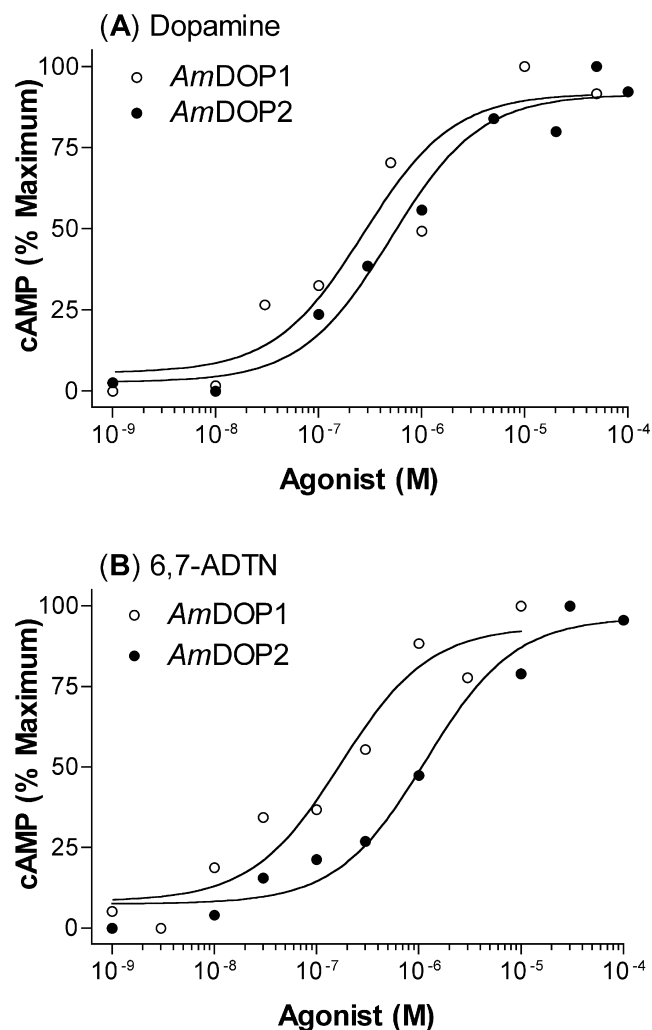 (A) Dopamine
AmDOP1
AmDOP2
cAMP (% Maximum)
100
75
50
25
0
10-9
10-8
10-7
10-6
10-5
10-4
Agonist (M)
(B) 6,7-ADTN
AmDOP1
AmDOP2
cAMP (% Maximum)
100
75
50
25
0
10-9
10-8
10-7
10-6
10-5
10-4
Agonist (M)